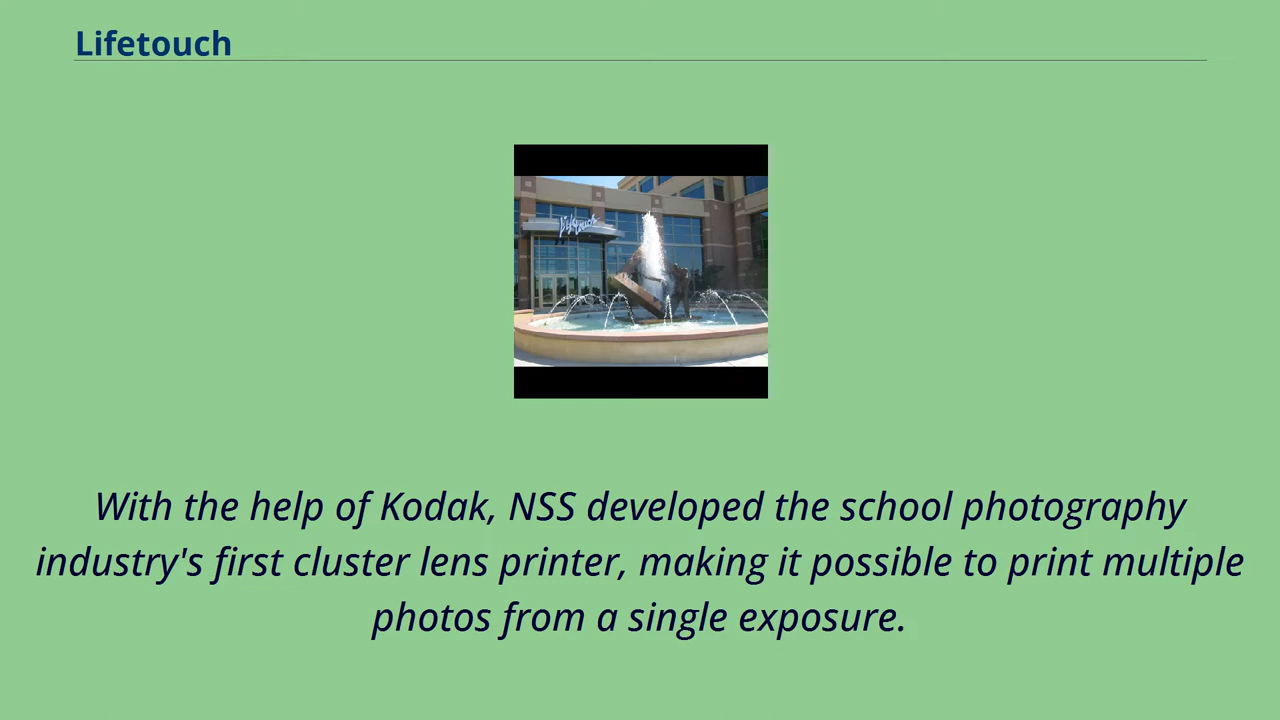 Lifetouch
Lifetouch
With the help of Kodak, NSS developed the school photography
industry's first cluster lens printer, making it possible to print multiple
photos from a single exposure.